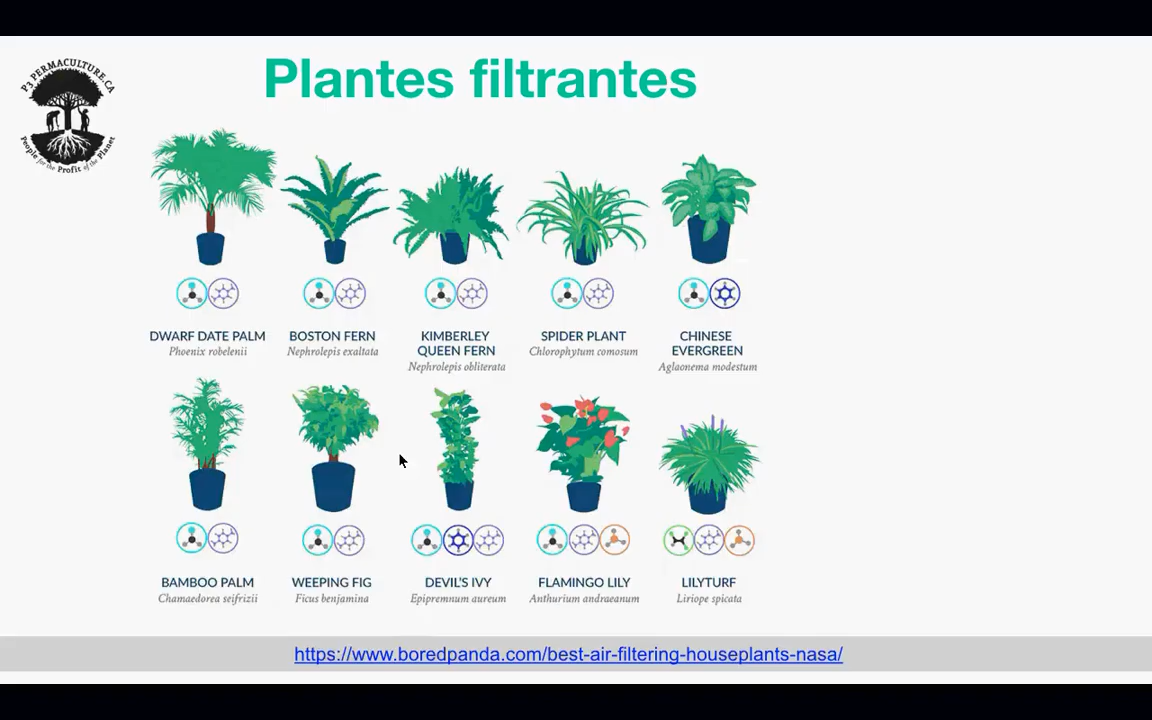 Plantes filtrantes
P3 PERMACULTURE.CA
People for the Profit of the Planet
DWARF DATE PALM
Phoenix robelenii
BOSTON FERN
Nephrolepis exaltata
KIMBERLEY
QUEEN FERN
Nephrolepis obliterata
SPIDER PLANT
Chlorophytum comosum
CHINESE
EVERGREEN
Aglaonema modestum
BAMBOO PALM
Chamaedorea seifrizii
WEEPING FIG
Ficus benjamina
DEVIL'S IVY
Epipremnum aureum
FLAMINGO LILY
Anthurium andraeanum
LILYTURF
Liriope spicata
https://www.boredpanda.com/best-air-filtering-houseplants-nasa/